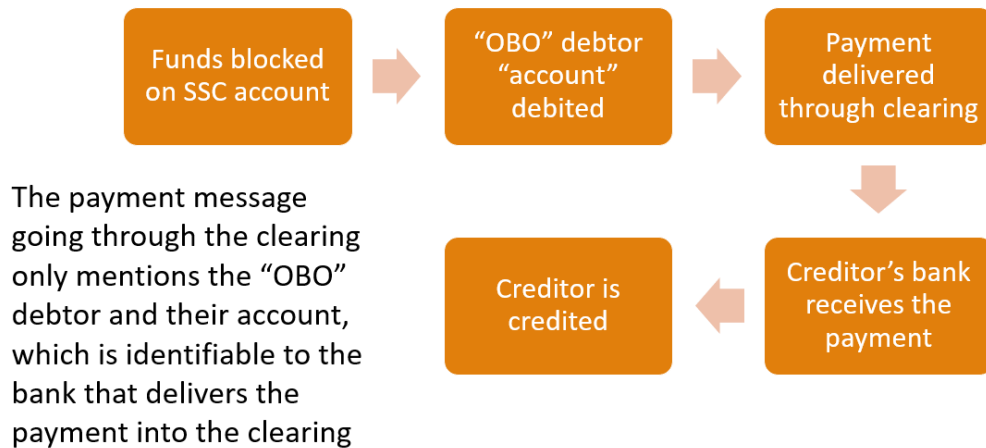 Funds blocked
on SSC account
“OBO” debtor
“account”
debited
Payment
delivered
through clearing
Creditor’s bank
receives the
payment
Creditor is
credited
The payment message
going through the clearing
only mentions the “OBO”
debtor and their account,
which is identifiable to the
bank that delivers the
payment into the clearing